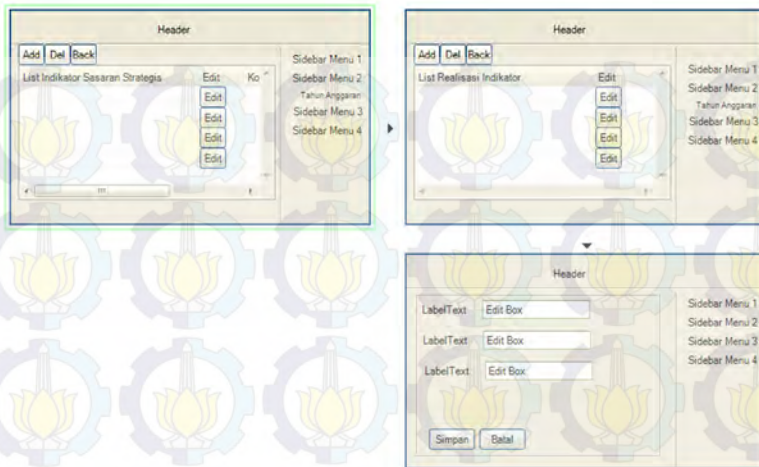 Header
Add Del Back
List Indikator Sasaran Strategis Edit Ko
Edit
Edit
Edit
Edit
Sidebar Menu 1
Sidebar Menu 2
Tahun Anggaran
Sidebar Menu 3
Sidebar Menu 4
Header
Add Del Back
List Realisasi Indikator Edit
Edit
Edit
Edit
Edit
Sidebar Menu 1
Sidebar Menu 2
Tahun Anggaran
Sidebar Menu 3
Sidebar Menu 4
Header
LabelText Edit Box
LabelText Edit Box
LabelText Edit Box
Simpan Batal
Sidebar Menu 1
Sidebar Menu 2
Sidebar Menu 3
Sidebar Menu 4